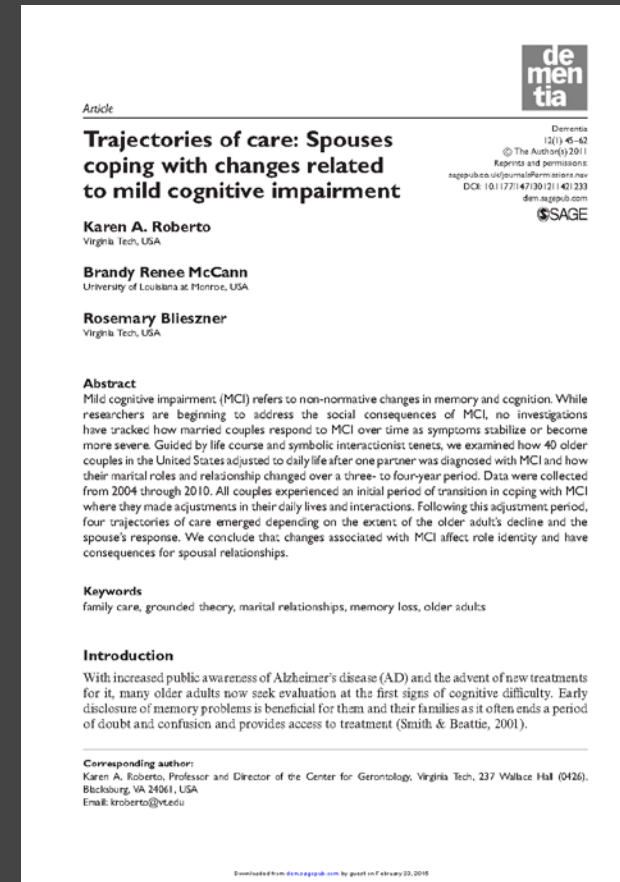 de
men
tia
Article
Dementia
12(1) 45–62
© The Author(s) 2011
Reprints and permissions:
sagepub.co.uk/journalsPermissions.nav
DOI: 10.1177/1471301211421233
dem.sagepub.com
SAGE
Trajectories of care: Spouses
coping with changes related
to mild cognitive impairment
Karen A. Roberto
Virginia Tech, USA
Brandy Renee McCann
University of Louisiana at Monroe, USA
Rosemary Blieszner
Virginia Tech, USA
Abstract
Mild cognitive impairment (MCI) refers to non-normative changes in memory and cognition. While
researchers are beginning to address the social consequences of MCI, no investigations
have tracked how married couples respond to MCI over time as symptoms stabilize or become
more severe. Guided by life course and symbolic interactionist tenets, we examined how 40 older
couples in the United States adjusted to daily life after one partner was diagnosed with MCI and how
their marital roles and relationship changed over a three- to four-year period. Data were collected
from 2004 through 2010. All couples experienced an initial period of transition in coping with MCI
where they made adjustments in their daily lives and interactions. Following this adjustment period,
four trajectories of care emerged depending on the extent of the older adult's decline and the
spouse's response. We conclude that changes associated with MCI affect role identity and have
consequences for spousal relationships.
Keywords
family care, grounded theory, marital relationships, memory loss, older adults
Introduction
With increased public awareness of Alzheimer's disease (AD) and the advent of new treatments
for it, many older adults now seek evaluation at the first signs of cognitive difficulty. Early
disclosure of memory problems is beneficial for them and their families as it often ends a period
of doubt and confusion and provides access to treatment (Smith & Beattie, 2001).
Corresponding author:
Karen A. Roberto, Professor and Director of the Center for Gerontology, Virginia Tech, 237 Wallace Hall (0426),
Blacksburg, VA 24061, USA
Email: kroberto@vt.edu
Downloaded from dem.sagepub.com by guest on February 23, 2015